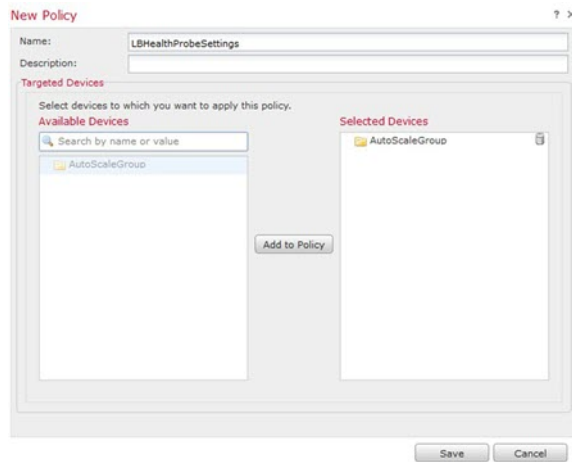 New Policy ? ×
Name: LBHealthProbeSettings
Description:
Targeted Devices
Select devices to which you want to apply this policy.
Available Devices
Search by name or value
AutoScaleGroup
Add to Policy
Selected Devices
AutoScaleGroup
Save Cancel